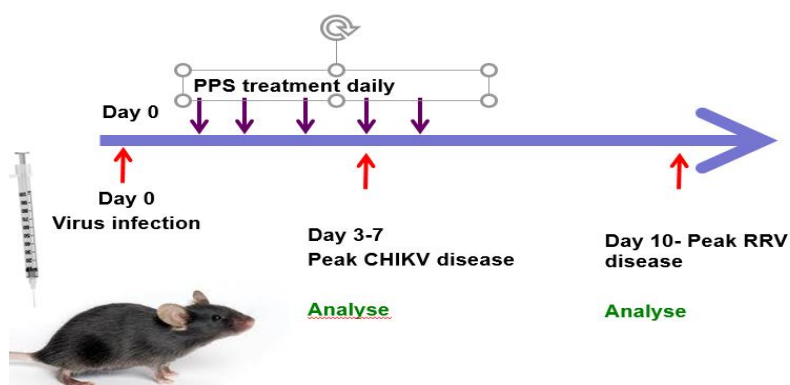 PPS treatment daily
Day 0
Day 0
Virus infection
Day 3-7
Peak CHIKV disease
Analyse
Day 10- Peak RRV
disease
Analyse